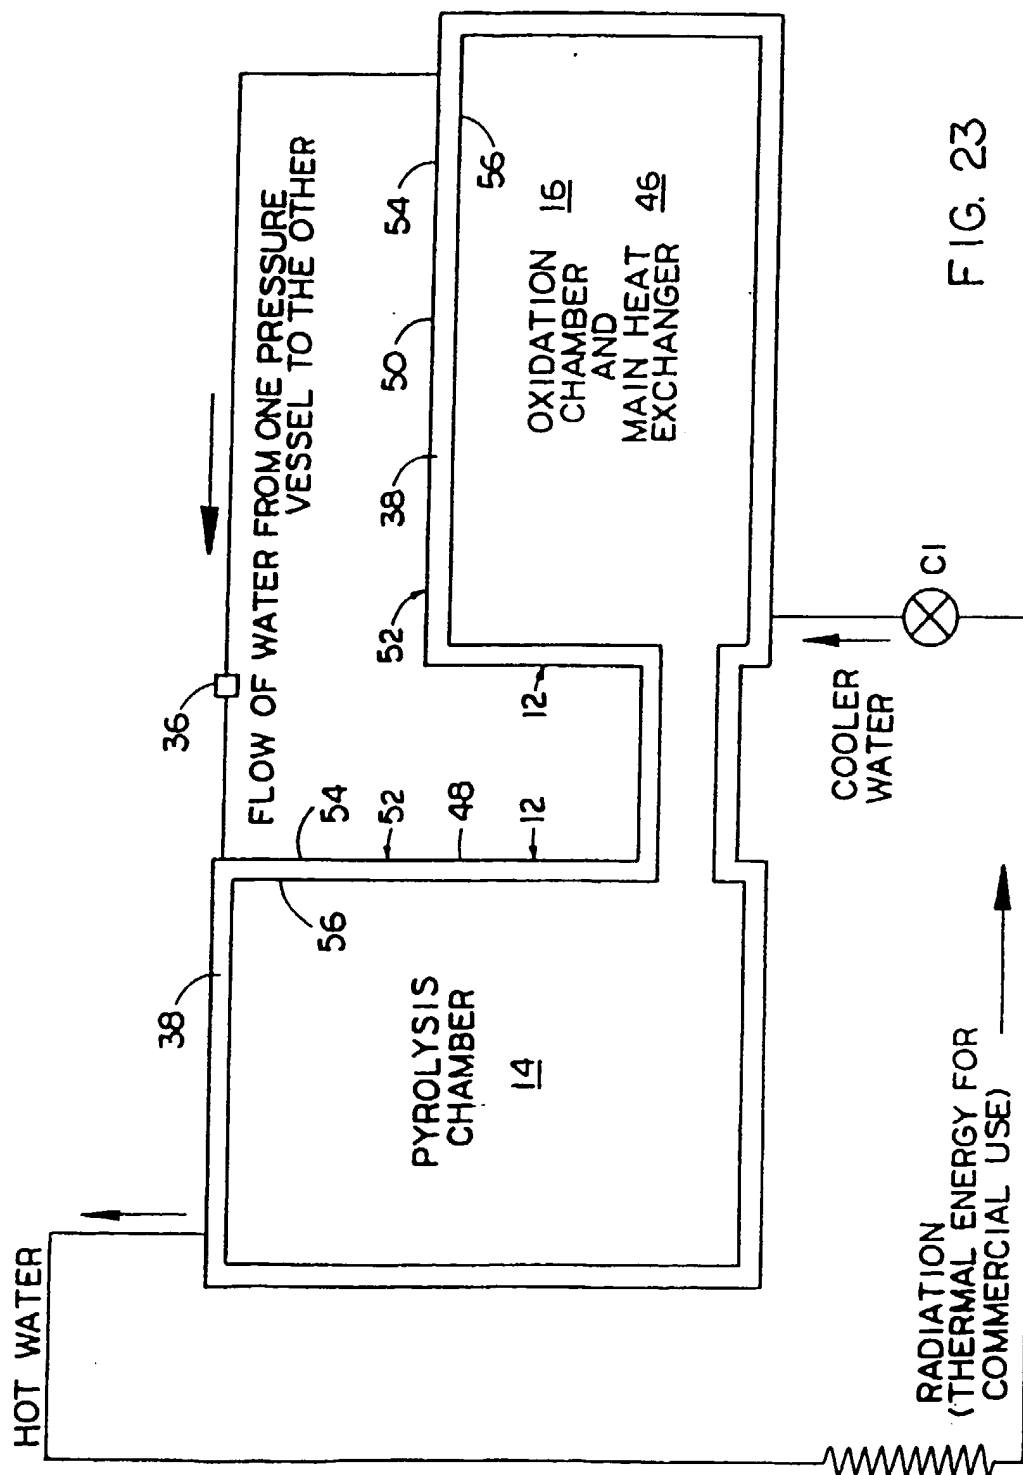 HOT WATER
38
PYROLYSIS
CHAMBER
14
56
54
52
48
12
36
FLOW OF WATER FROM ONE PRESSURE
VESSEL TO THE OTHER
12
52
38
50
54
56
OXIDATION
CHAMBER
AND
MAIN HEAT
EXCHANGER
16
46
RADIATION
(THERMAL ENERGY FOR
COMMERCIAL USE)
COOLER
WATER
C1
FIG. 23